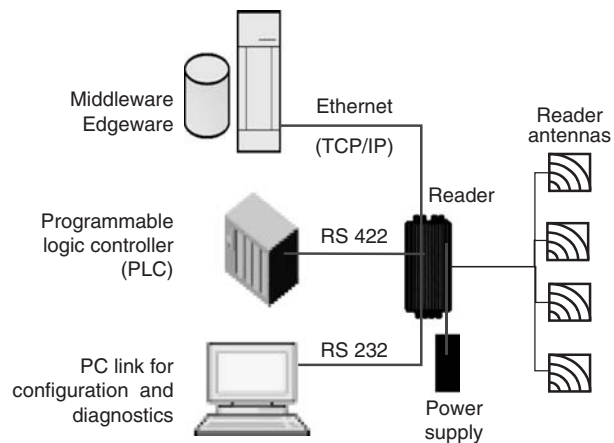 Middleware
Edgeware
Ethernet
(TCP/IP)
Reader
antennas
Reader
Programmable
logic controller
(PLC)
RS 422
RS 232
PC link for
configuration and
diagnostics
Power
supply